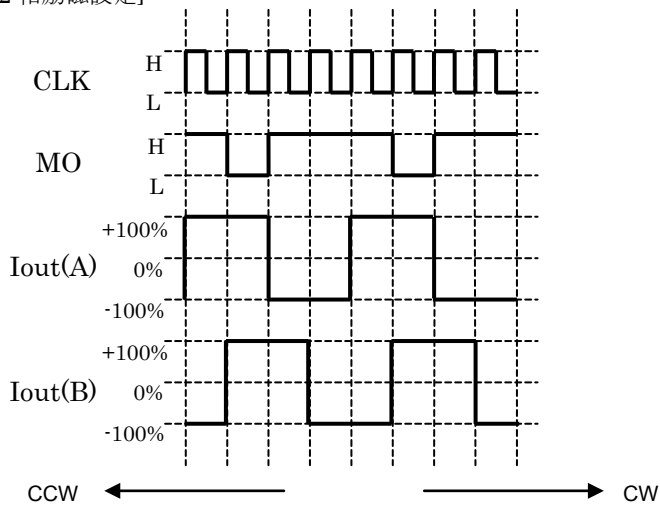 2 相励磁設定]
CLK
H
L
MO
H
L
+100%
Iout(A)
0%
-100%
+100%
Iout(B)
0%
-100%
CCW
CW